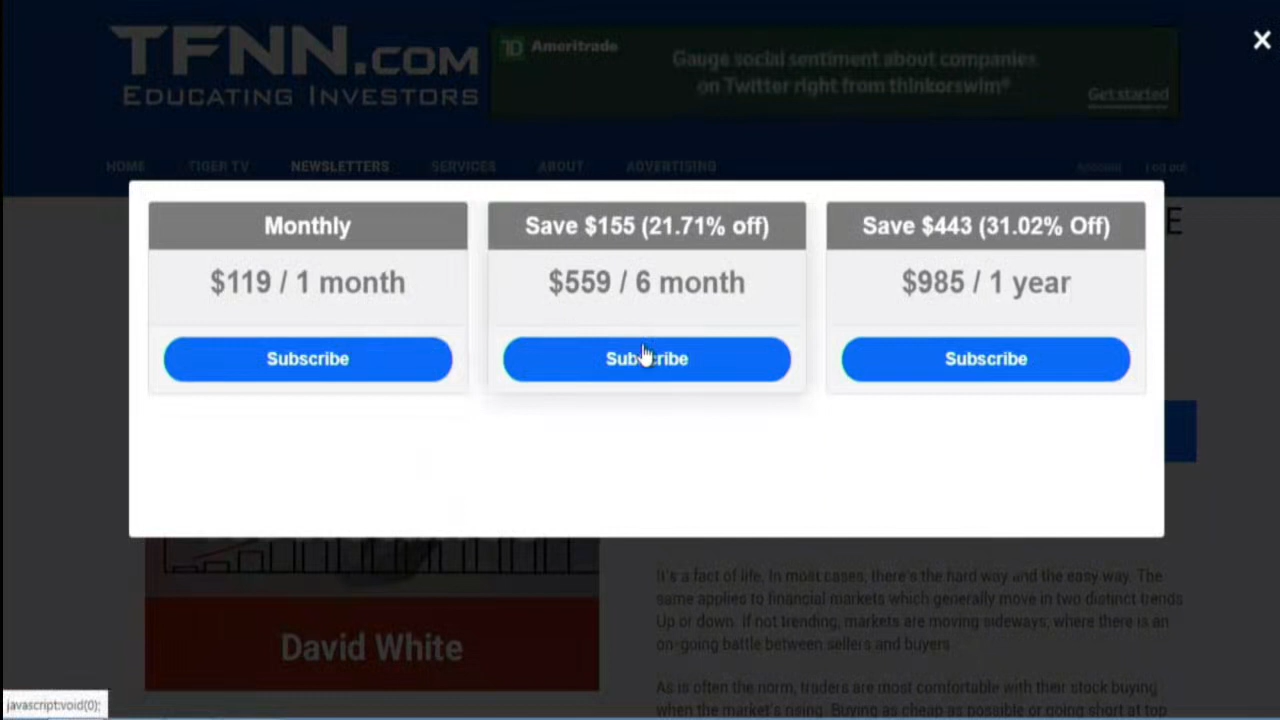 TFNN.COM
EDUCATING INVESTORS
TD Ameritrade
Gauge social sentiment about companies
on Twitter right from thinkorswim®
Get started
HOME TIGER TV NEWSLETTERS SERVICES ABOUT ADVERTISING Account Log out
E
Monthly
$119 / 1 month
Subscribe
Save $155 (21.71% off)
$559 / 6 month
Subscribe
Save $443 (31.02% Off)
$985 / 1 year
Subscribe
David White
It's a fact of life. In most cases, there's the hard way and the easy way. The
same applies to financial markets which generally move in two distinct trends
Up or down. If not trending, markets are moving sideways, where there is an
on-going battle between sellers and buyers
As is often the norm, traders are most comfortable with their stock buying
when the market's rising. Buying as cheap as possible or going short at top
javascript:void(0);